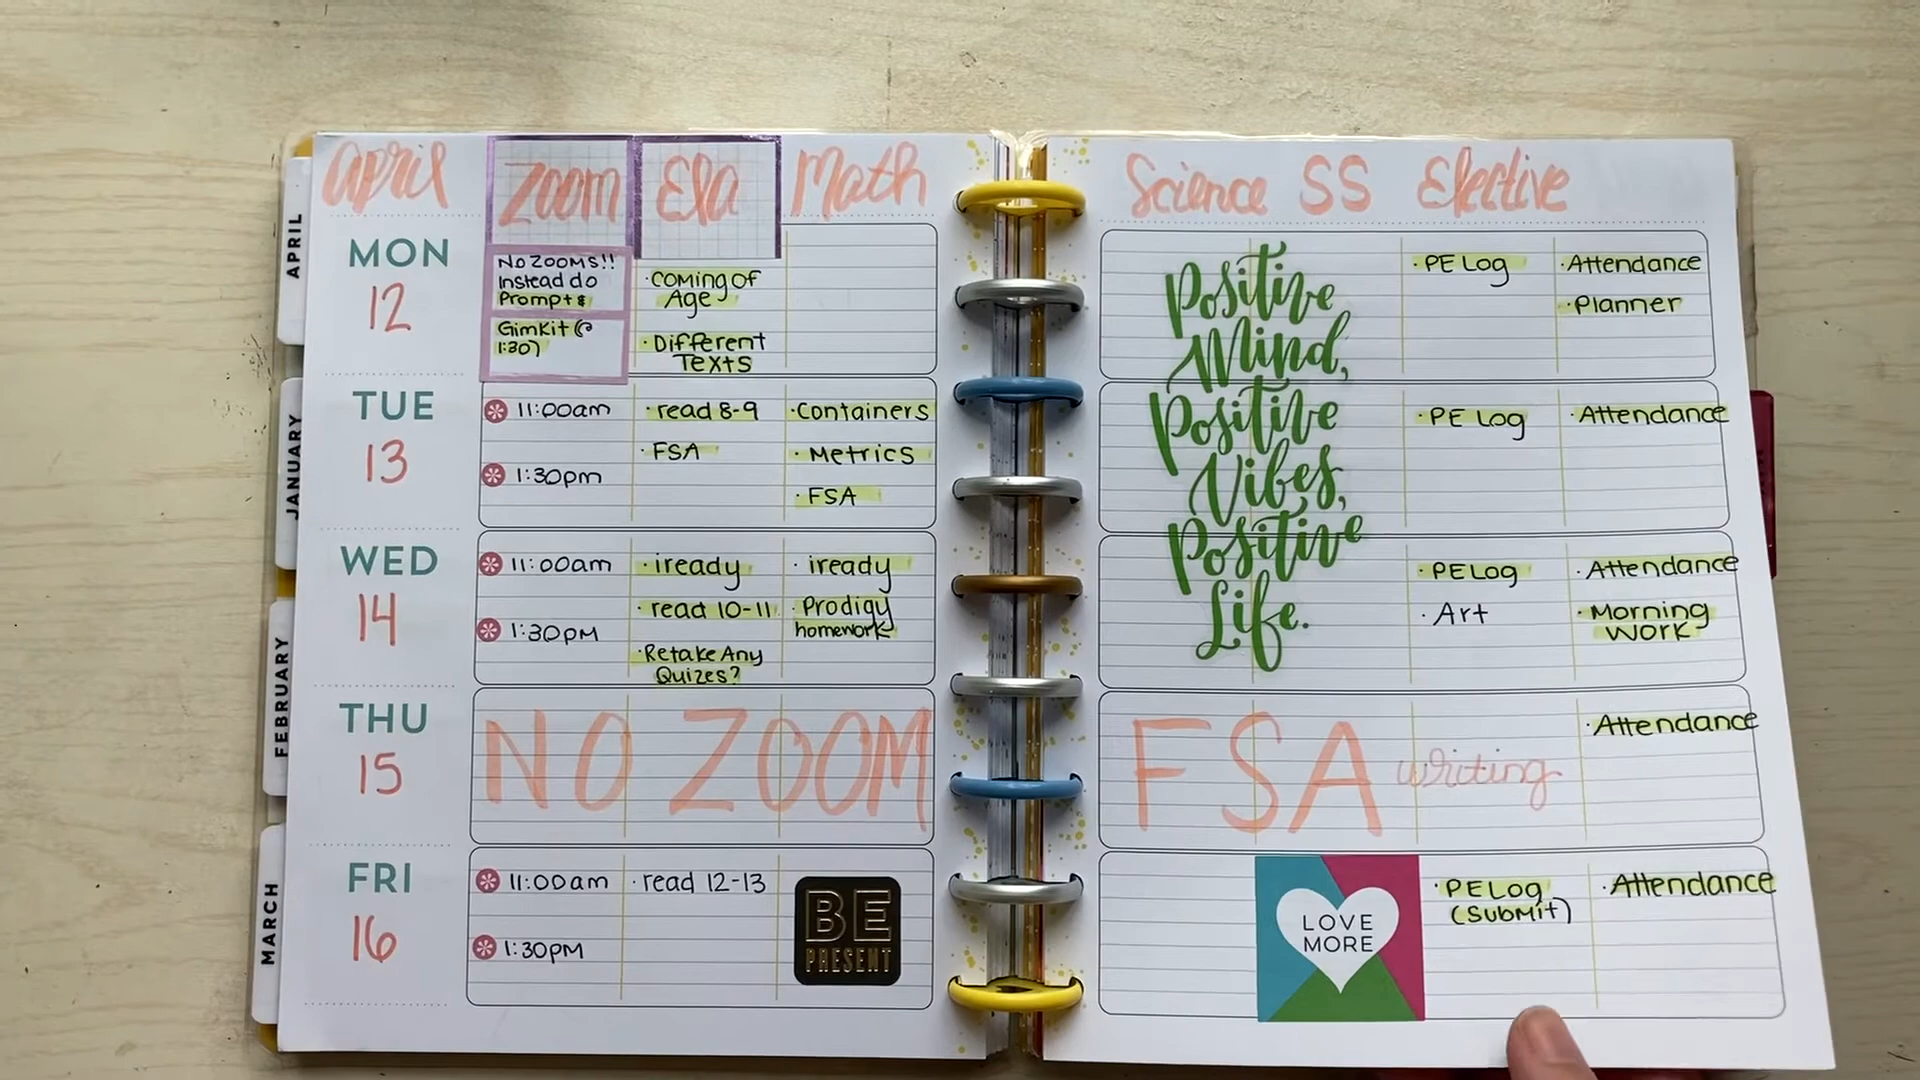 April Zoom Ela Math
Science SS Elective
APRIL
JANUARY
FEBRUARY
MARCH
MON
12
No Zooms!!
Instead do
Prompt &
GimKit (@
1:30)
· Coming of
Age
· Different
Texts
TUE
13
11:00am
1:30pm
· read 8-9
· FSA
· Containers
· Metrics
· FSA
WED
14
11:00am
1:30pm
· iready
· read 10-11
· Retake Any
Quizes?
· iready
· Prodigy
homework
THU
15
NO ZOOM
FRI
16
11:00am
1:30pm
· read 12-13
BE
PRESENT
Positive
Mind,
Positive
Vibes,
Positive
Life.
· PE Log
· Attendance
· Planner
· PE Log
· Attendance
· PE Log
· Art
· Attendance
· Morning
Work
FSA writing
· Attendance
LOVE
MORE
· PE Log
(Submit)
· Attendance